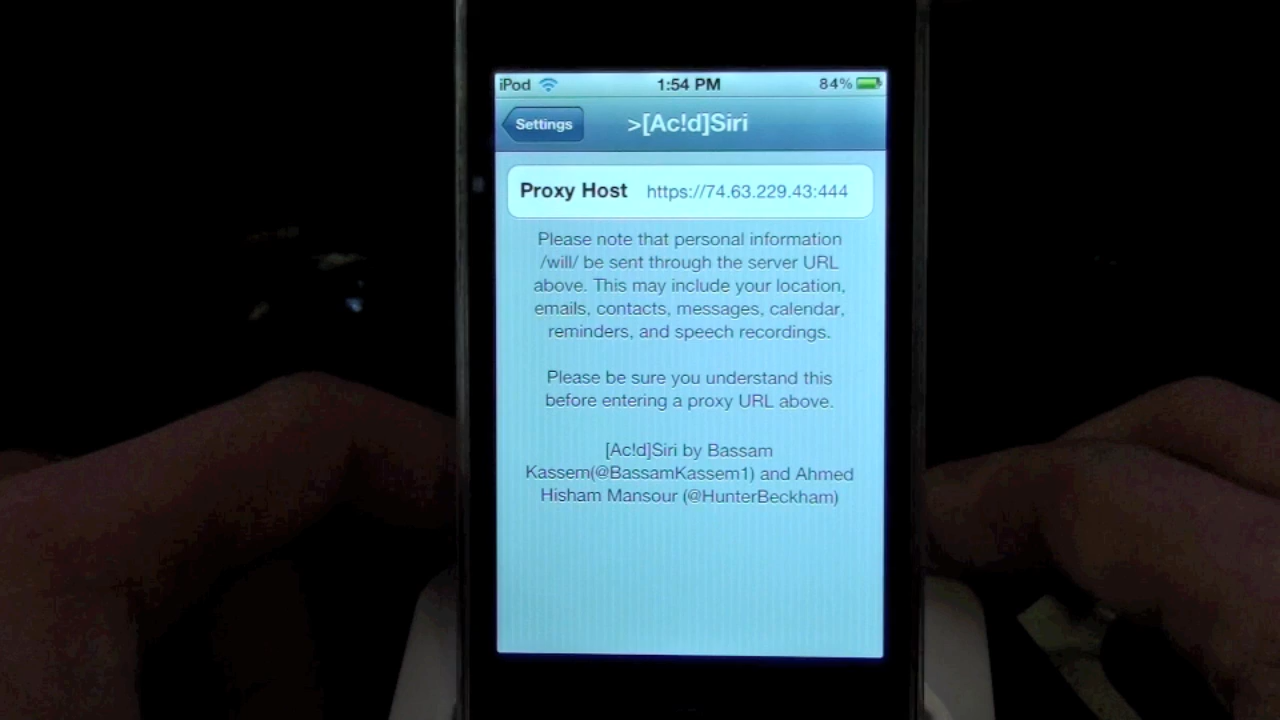 iPod 1:54 PM 84%
Settings >[Ac!d]Siri
Proxy Host https://74.63.229.43:444
Please note that personal information
/will/ be sent through the server URL
above. This may include your location,
emails, contacts, messages, calendar,
reminders, and speech recordings.
Please be sure you understand this
before entering a proxy URL above.
[Ac!d]Siri by Bassam
Kassem(@BassamKassem1) and Ahmed
Hisham Mansour (@HunterBeckham)